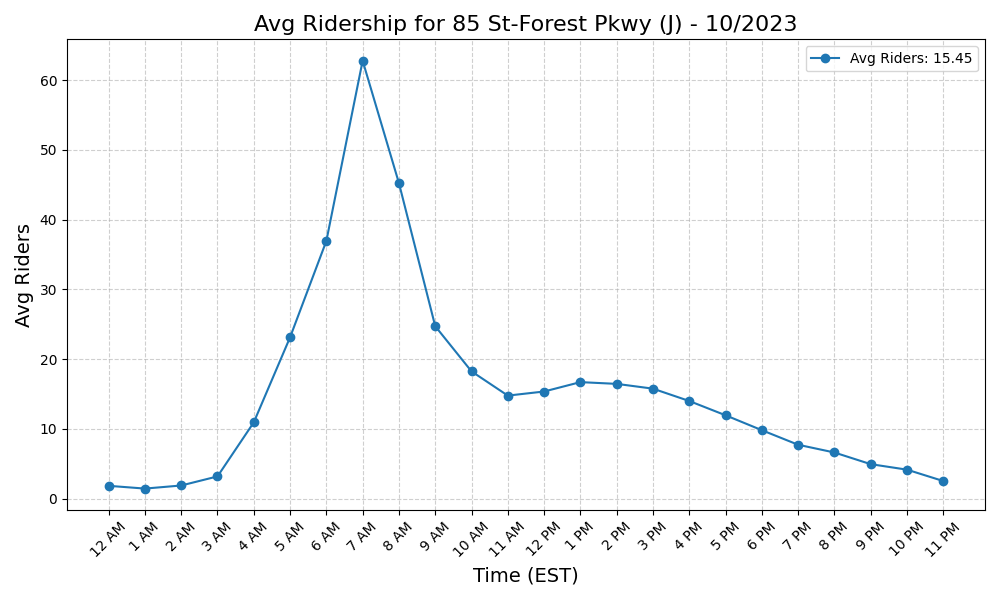 Avg Ridership for 85 St-Forest Pkwy (J) - 10/2023
Avg Riders: 15.45
Avg Riders
60
50
40
30
20
10
0
12 AM
1 AM
2 AM
3 AM
4 AM
5 AM
6 AM
7 AM
8 AM
9 AM
10 AM
11 AM
12 PM
1 PM
2 PM
3 PM
4 PM
5 PM
6 PM
7 PM
8 PM
9 PM
10 PM
11 PM
Time (EST)